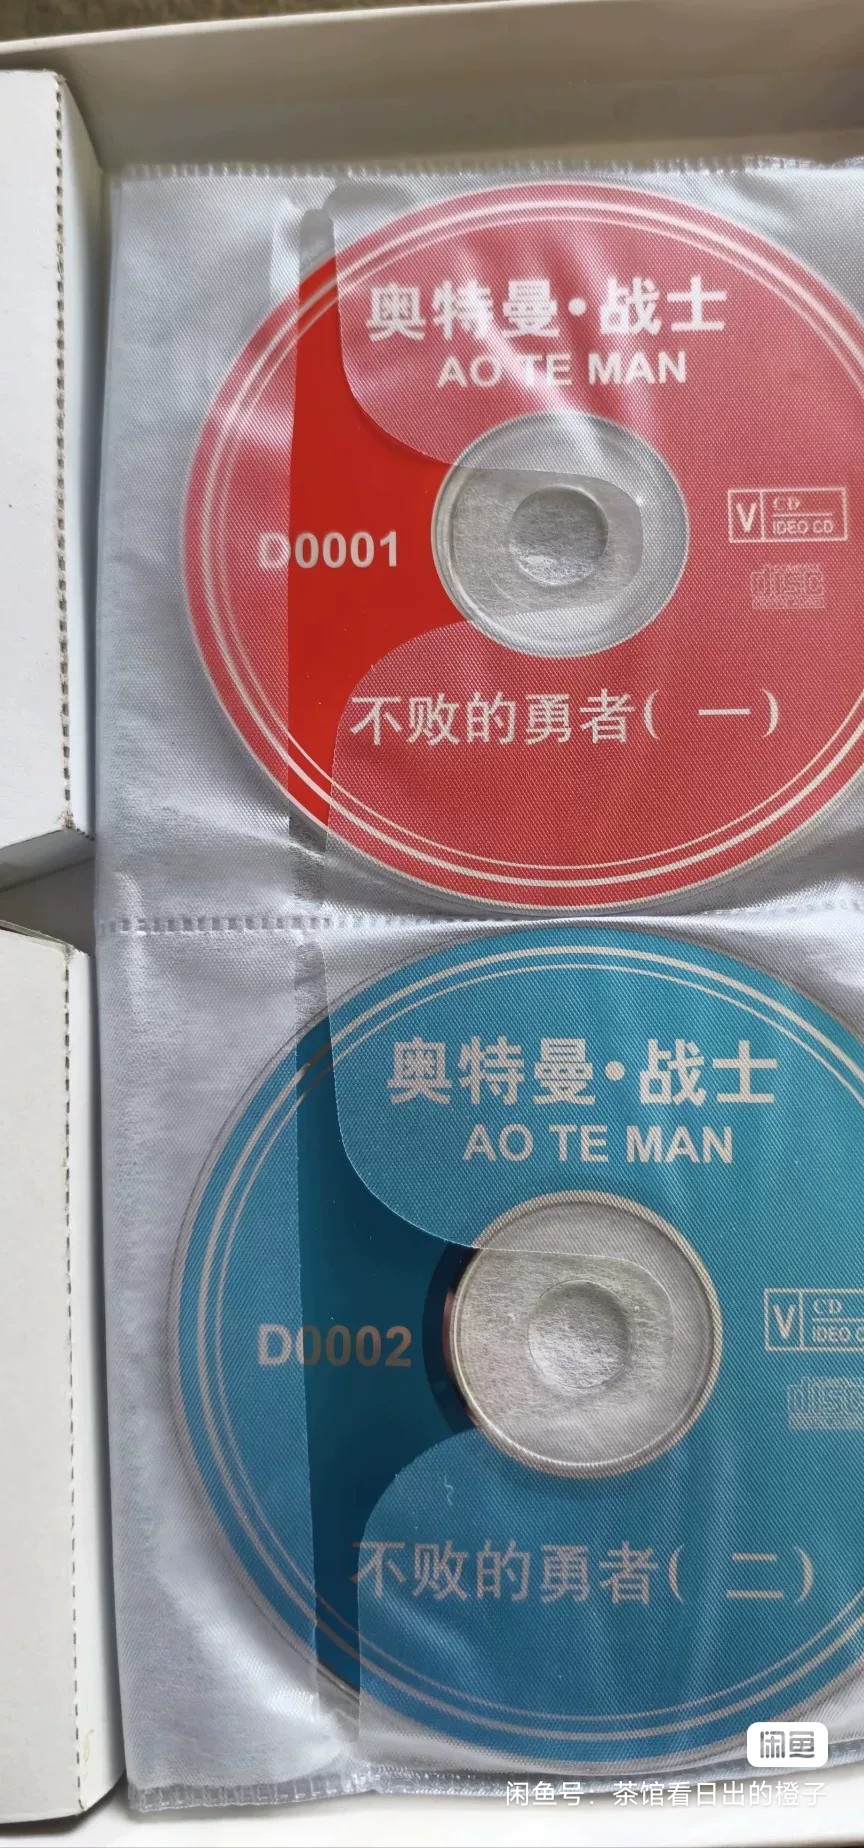 奥特曼·战士
AO TE MAN
D0001
V CD
IDEO CD
disc
不败的勇者(一)
奥特曼·战士
AO TE MAN
D0002
V CD
IDEO
disc
不败的勇者(二)
闲鱼
闲鱼号：茶馆看日出的橙子